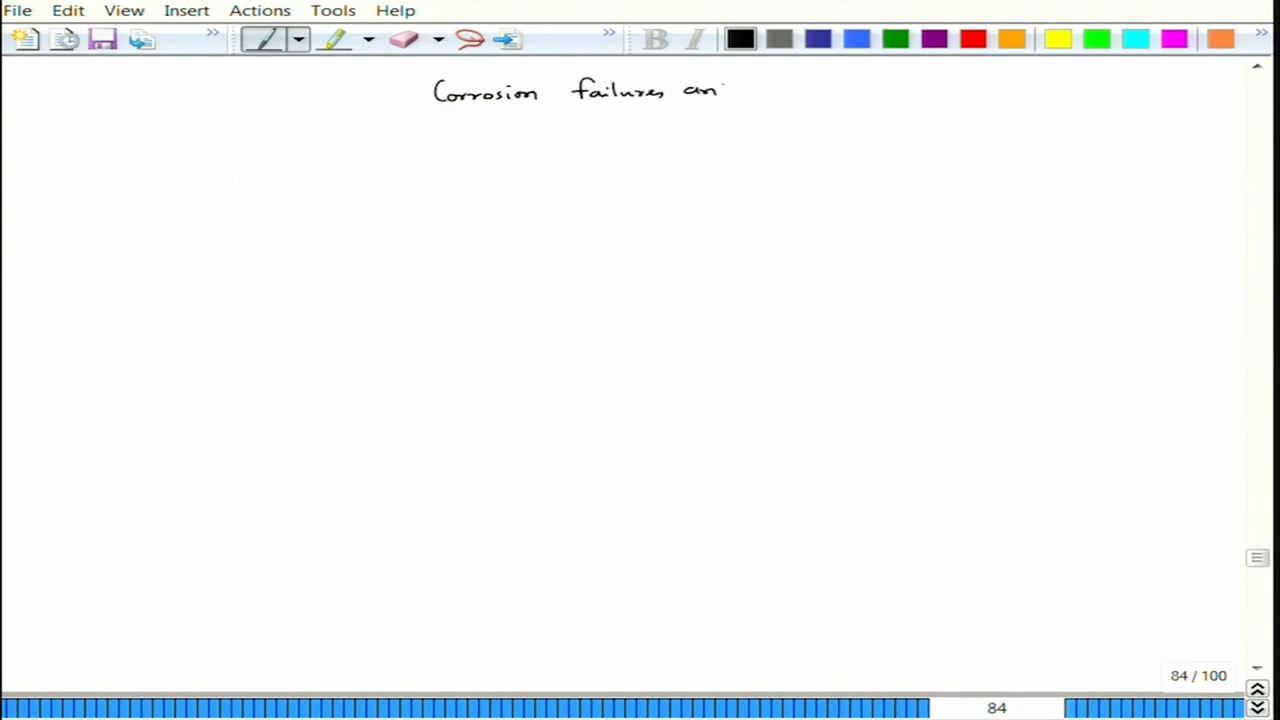 File Edit View Insert Actions Tools Help
B I
Corrosion failures an
84 / 100
84